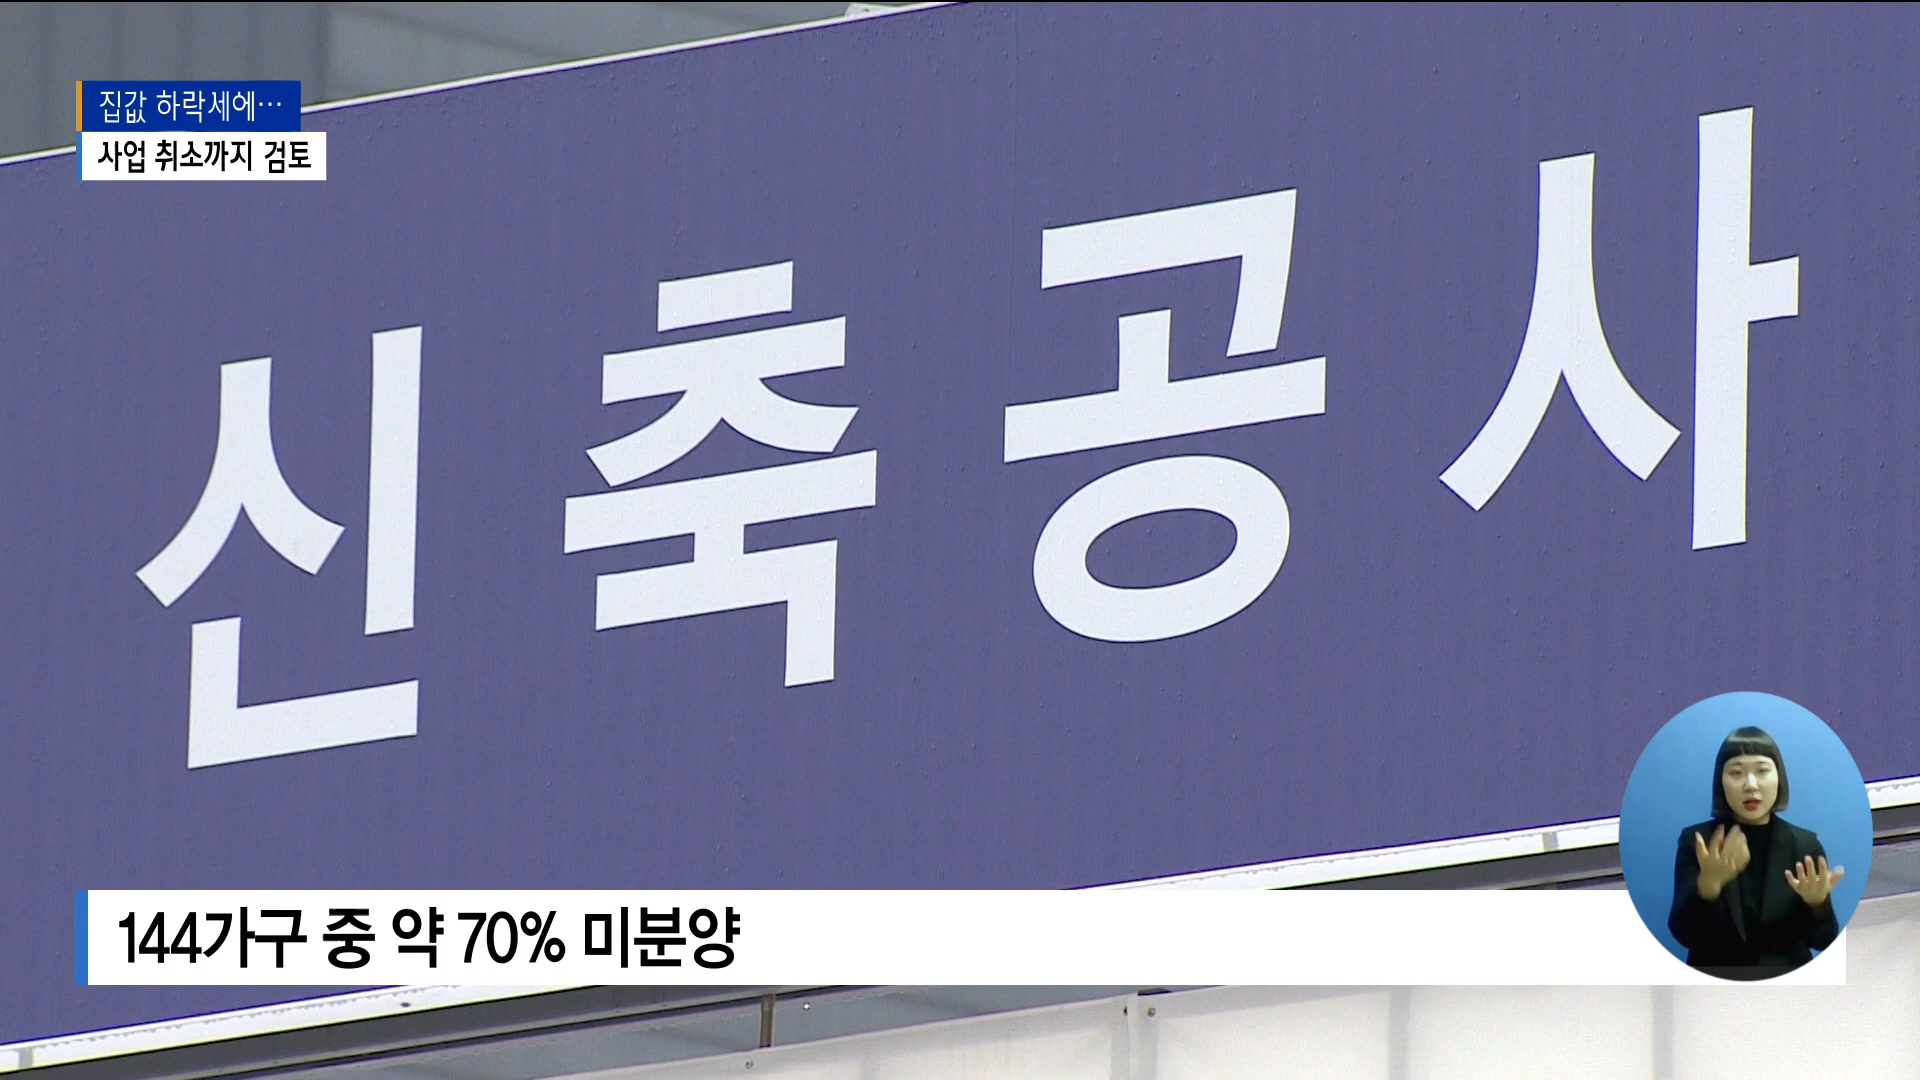 집값 하락세에…
사업 취소까지 검토
신축공사
144가구 중 약 70% 미분양